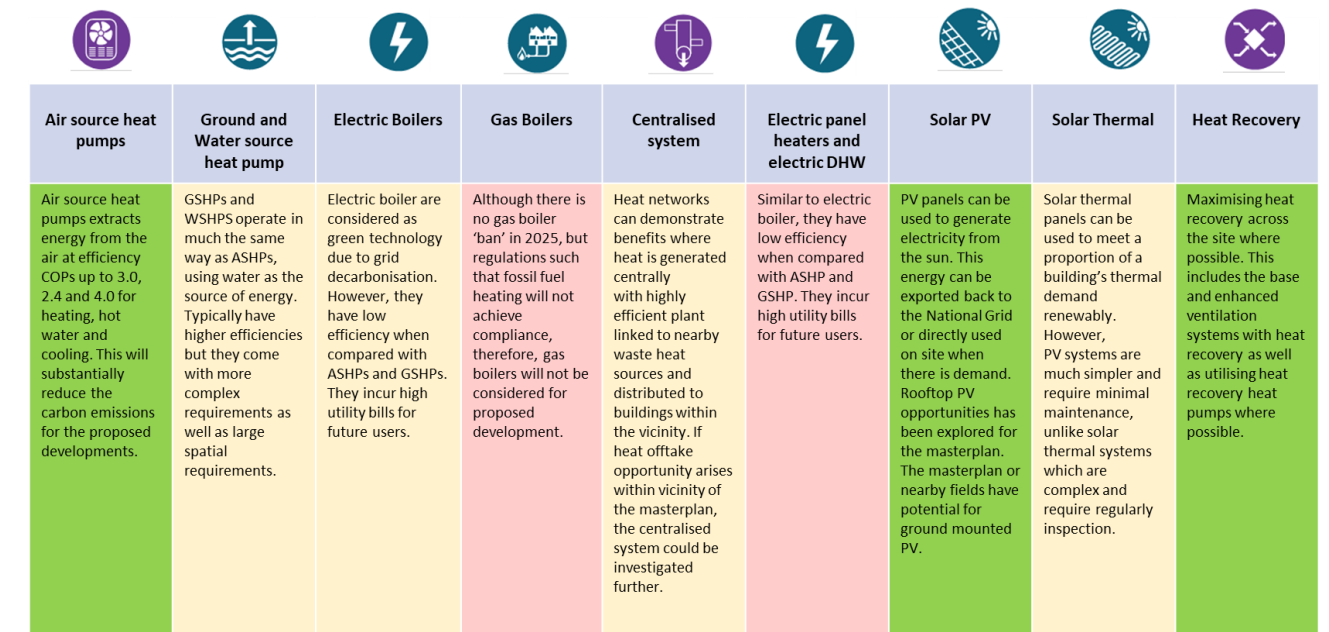 Air source heat
pumps
Ground and
Water source
heat pump
Electric Boilers
Gas Boilers
Centralised
system
Electric panel
heaters and
electric DHW
Solar PV
Solar Thermal
Heat Recovery
Air source heat
pumps extracts
energy from the
air at efficiency
COPs up to 3.0,
2.4 and 4.0 for
heating, hot
water and
cooling. This will
substantially
reduce the
carbon emissions
for the proposed
developments.
GSHPs and
WSHPS operate in
much the same
way as ASHPs,
using water as the
source of energy.
Typically have
higher efficiencies
but they come
with more
complex
requirements as
well as large
spatial
requirements.
Electric boiler are
considered as
green technology
due to grid
decarbonisation.
However, they
have low
efficiency when
compared with
ASHPs and GSHPs.
They incur high
utility bills for
future users.
Although there is
no gas boiler
‘ban’ in 2025, but
regulations such
that fossil fuel
heating will not
achieve
compliance,
therefore, gas
boilers will not be
considered for
proposed
development.
Heat networks
can demonstrate
benefits where
heat is generated
centrally
with highly
efficient plant
linked to nearby
waste heat
sources and
distributed to
buildings within
the vicinity. If
heat offtake
opportunity arises
within vicinity of
the masterplan,
the centralised
system could be
investigated
further.
Similar to electric
boiler, they have
low efficiency
when compared
with ASHP and
GSHP. They incur
high utility bills
for future users.
PV panels can be
used to generate
electricity from
the sun. This
energy can be
exported back to
the National Grid
or directly used
on site when
there is demand.
Rooftop PV
opportunities has
been explored for
the masterplan.
The masterplan or
nearby fields have
potential for
ground mounted
PV.
Solar thermal
panels can be
used to meet a
proportion of a
building’s thermal
demand
renewably.
However,
PV systems are
much simpler and
require minimal
maintenance,
unlike solar
thermal systems
which are
complex and
require regularly
inspection.
Maximising heat
recovery across
the site where
possible. This
includes the base
and enhanced
ventilation
systems with heat
recovery as well
as utilising heat
recovery heat
pumps where
possible.